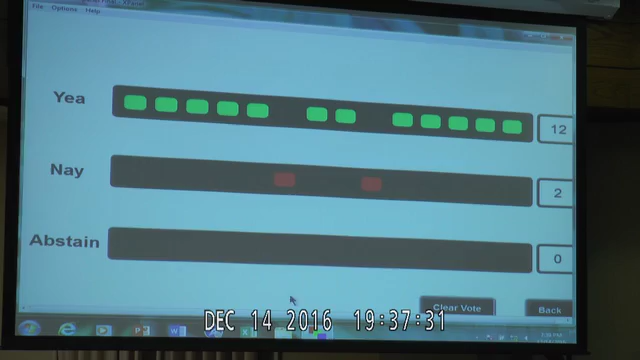 File Options Help
Yea
12
Nay
2
Abstain
0
Clear Vote
Back
DEC 14 2016 19:37:31